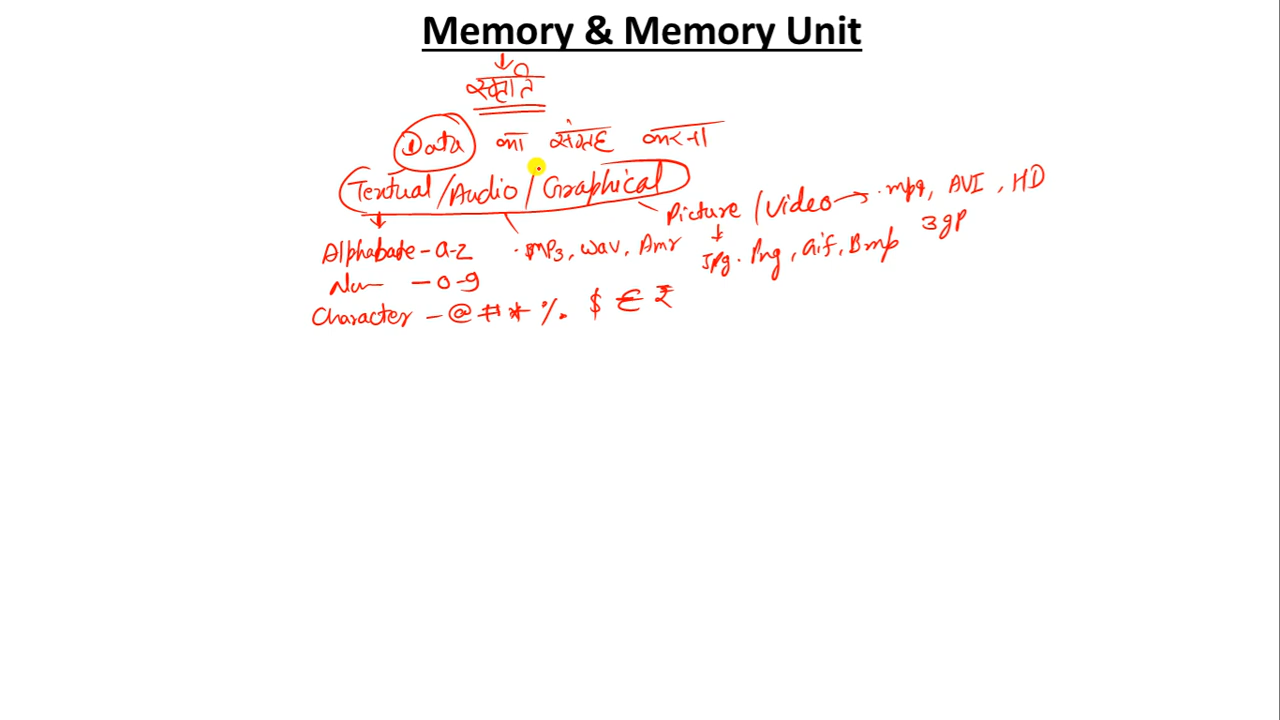 Memory & Memory Unit
स्मृति
Data का संग्रह करना
Textual/Audio/Graphical
Picture/Video → .mpg, AVI, HD
3gp
Alphabate - a-z
.mp3, wav, Amr
Jpg. Png, Gif, Bmp
Num - 0-9
Character - @ # * %. $ € ₹